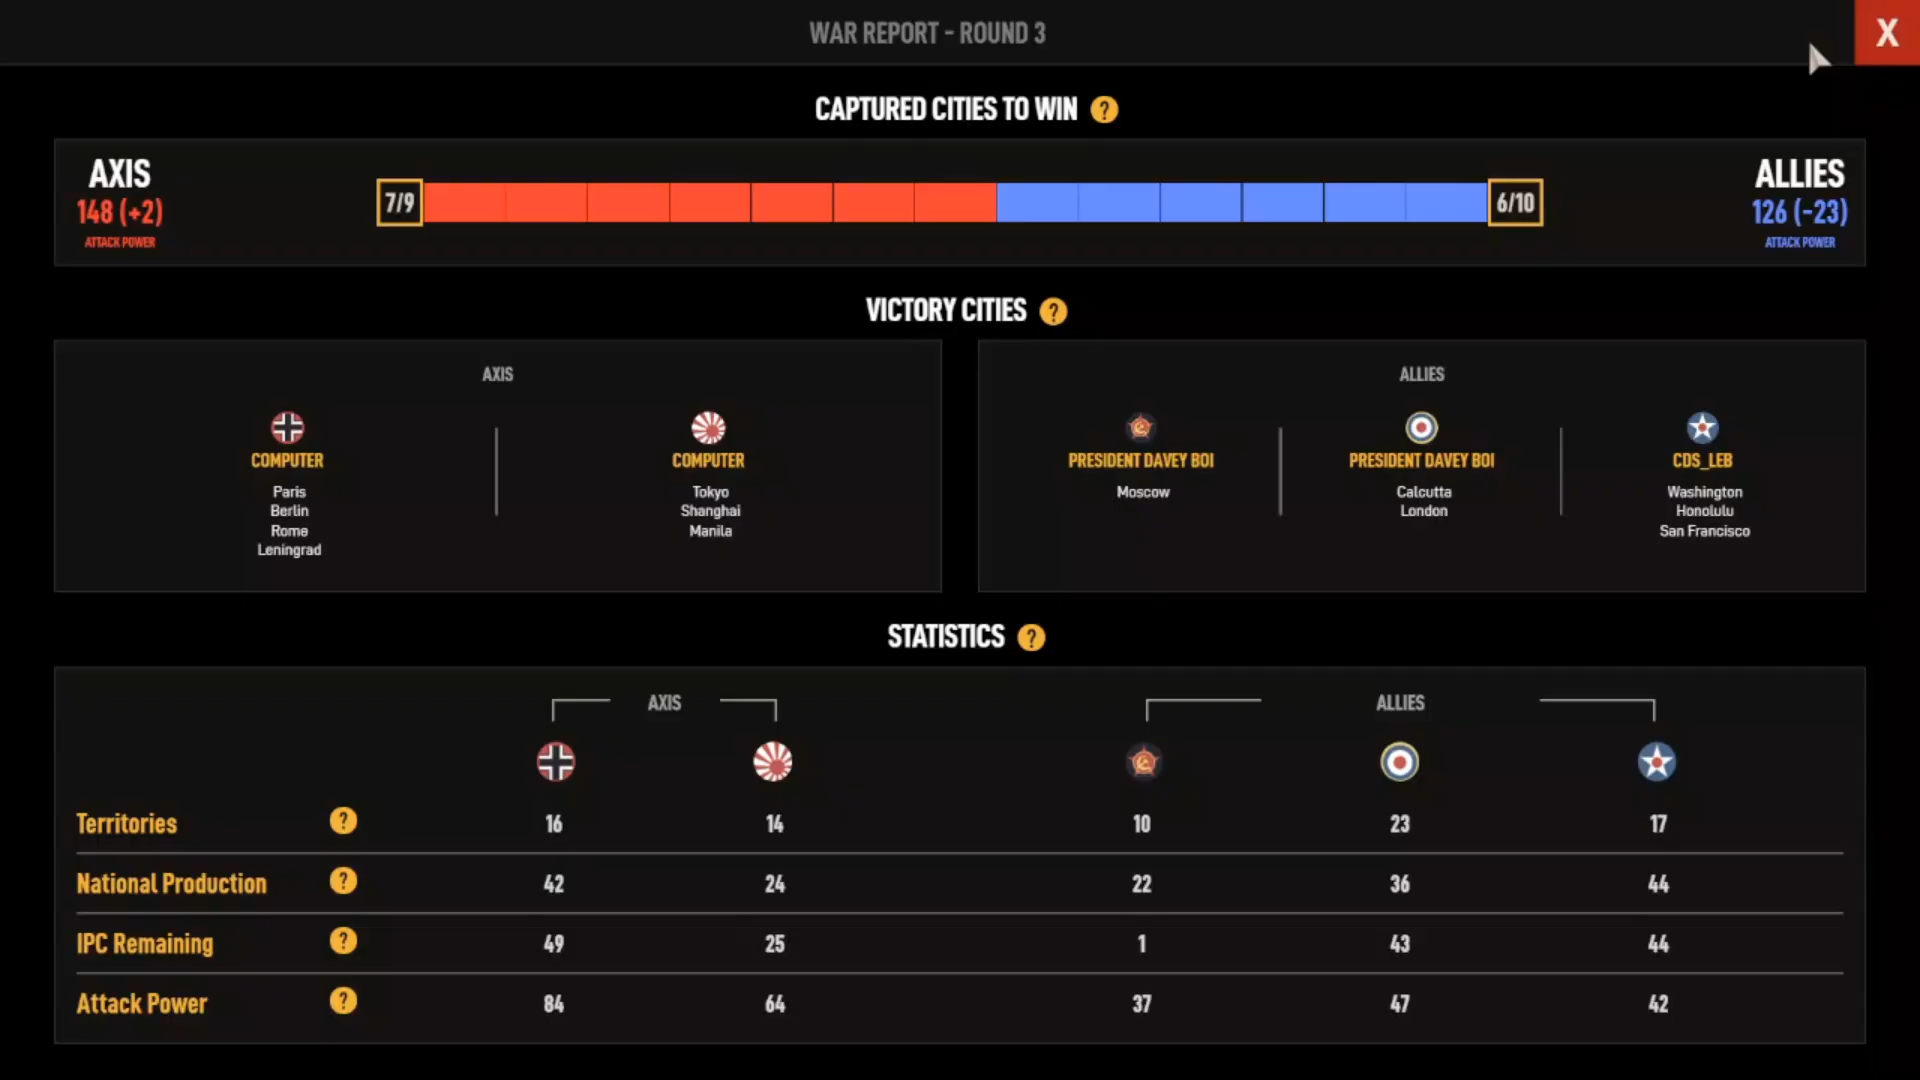 WAR REPORT - ROUND 3
X
CAPTURED CITIES TO WIN ?
AXIS
148 (+2)
ATTACK POWER
7/9
6/10
ALLIES
126 (-23)
ATTACK POWER
VICTORY CITIES ?
AXIS
COMPUTER
Paris
Berlin
Rome
Leningrad
COMPUTER
Tokyo
Shanghai
Manila
ALLIES
PRESIDENT DAVEY BOI
Moscow
PRESIDENT DAVEY BOI
Calcutta
London
CDS_LEB
Washington
Honolulu
San Francisco
STATISTICS ?
AXIS ALLIES
Territories ? 16 14 10 23 17
National Production ? 42 24 22 36 44
IPC Remaining ? 49 25 1 43 44
Attack Power ? 84 64 37 47 42